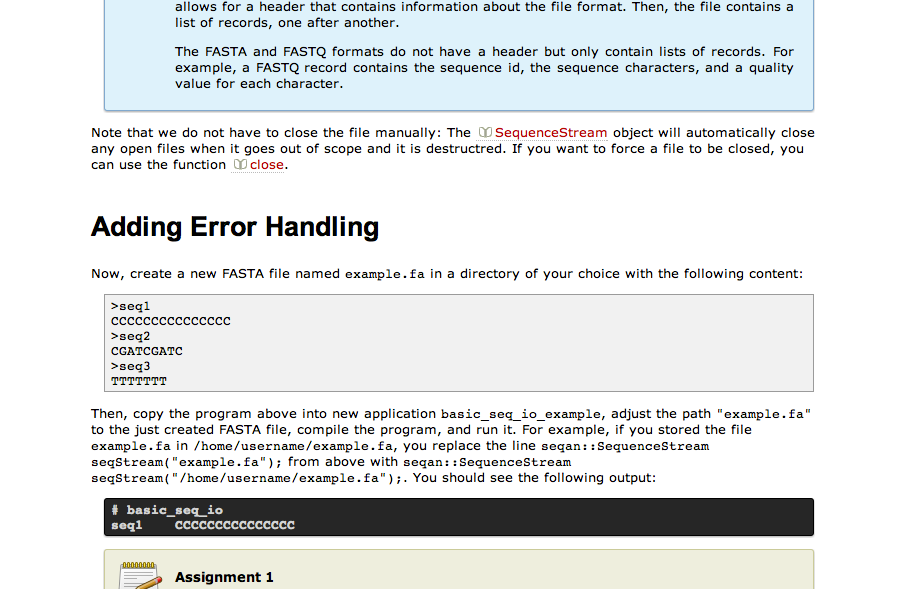 allows for a header that contains information about the file format. Then, the file contains a
list of records, one after another.
The FASTA and FASTQ formats do not have a header but only contain lists of records. For
example, a FASTQ record contains the sequence id, the sequence characters, and a quality
value for each character.
Note that we do not have to close the file manually: The SequenceStream object will automatically close
any open files when it goes out of scope and it is destructred. If you want to force a file to be closed, you
can use the function close.
Adding Error Handling
Now, create a new FASTA file named example.fa in a directory of your choice with the following content:
>seq1
CCCCCCCCCCCCCCC
>seq2
CGATCGATC
>seq3
TTTTTTT
Then, copy the program above into new application basic_seq_io_example, adjust the path "example.fa"
to the just created FASTA file, compile the program, and run it. For example, if you stored the file
example.fa in /home/username/example.fa, you replace the line seqan::SequenceStream
seqStream("example.fa"); from above with seqan::SequenceStream
seqStream("/home/username/example.fa");. You should see the following output:
# basic_seq_io
seq1    CCCCCCCCCCCCCCC
Assignment 1